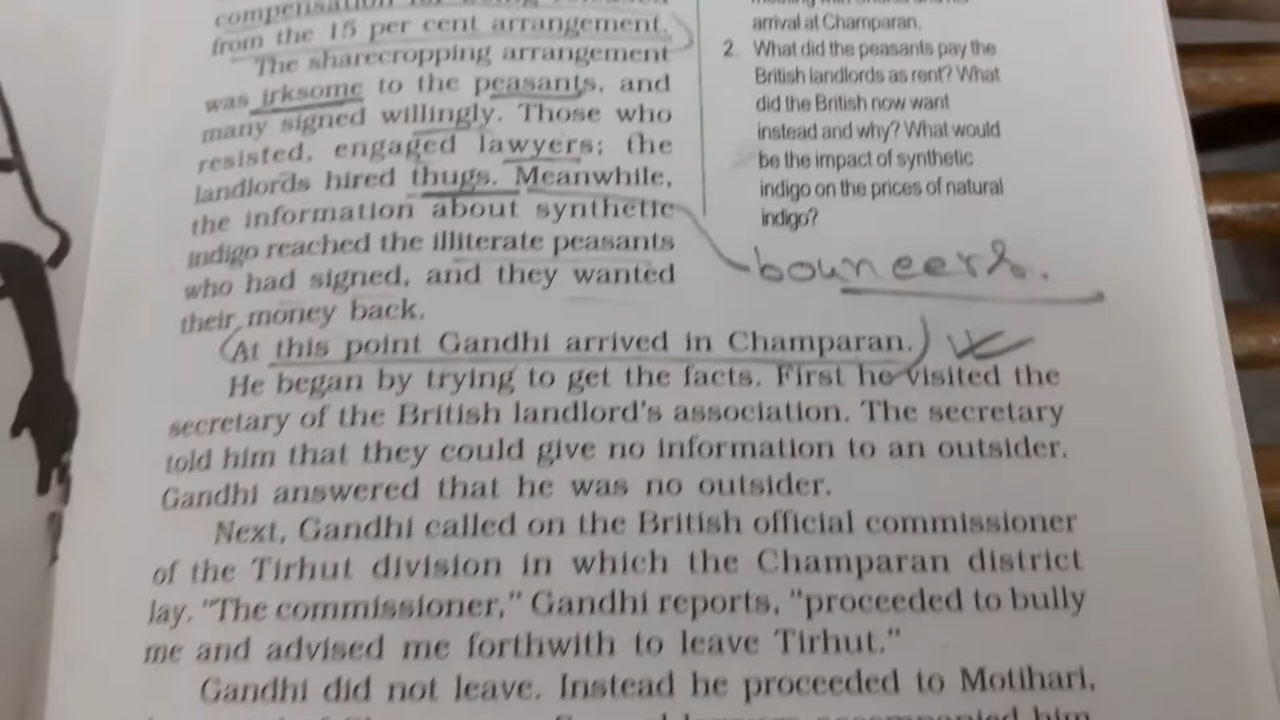 compensation for being released
from the 15 per cent arrangement.
The sharecropping arrangement
was irksome to the peasants, and
many signed willingly. Those who
resisted, engaged lawyers; the
landlords hired thugs. Meanwhile,
the information about synthetic
indigo reached the illiterate peasants
who had signed, and they wanted
their money back.
arrival at Champaran.
2. What did the peasants pay the
British landlords as rent? What
did the British now want
instead and why? What would
be the impact of synthetic
indigo on the prices of natural
indigo?
bouneers.
At this point Gandhi arrived in Champaran.
He began by trying to get the facts. First he visited the
secretary of the British landlord's association. The secretary
told him that they could give no information to an outsider.
Gandhi answered that he was no outsider.
Next, Gandhi called on the British official commissioner
of the Tirhut division in which the Champaran district
lay. "The commissioner," Gandhi reports, "proceeded to bully
me and advised me forthwith to leave Tirhut."
Gandhi did not leave. Instead he proceeded to Motihari,